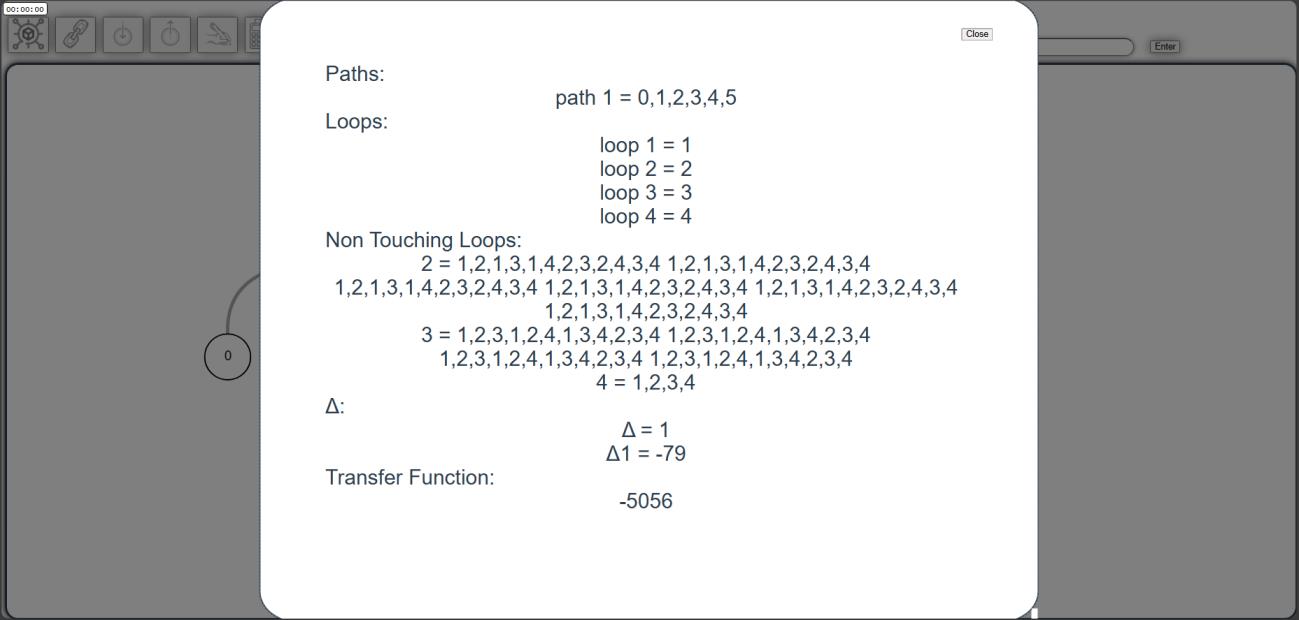 00:00:00
Close
Enter
Paths:
path 1 = 0,1,2,3,4,5
Loops:
loop 1 = 1
loop 2 = 2
loop 3 = 3
loop 4 = 4
Non Touching Loops:
2 = 1,2,1,3,1,4,2,3,2,4,3,4 1,2,1,3,1,4,2,3,2,4,3,4
1,2,1,3,1,4,2,3,2,4,3,4 1,2,1,3,1,4,2,3,2,4,3,4 1,2,1,3,1,4,2,3,2,4,3,4
1,2,1,3,1,4,2,3,2,4,3,4
3 = 1,2,3,1,2,4,1,3,4,2,3,4 1,2,3,1,2,4,1,3,4,2,3,4
1,2,3,1,2,4,1,3,4,2,3,4 1,2,3,1,2,4,1,3,4,2,3,4
0
4 = 1,2,3,4
Δ:
Δ = 1
Δ1 = -79
Transfer Function:
-5056